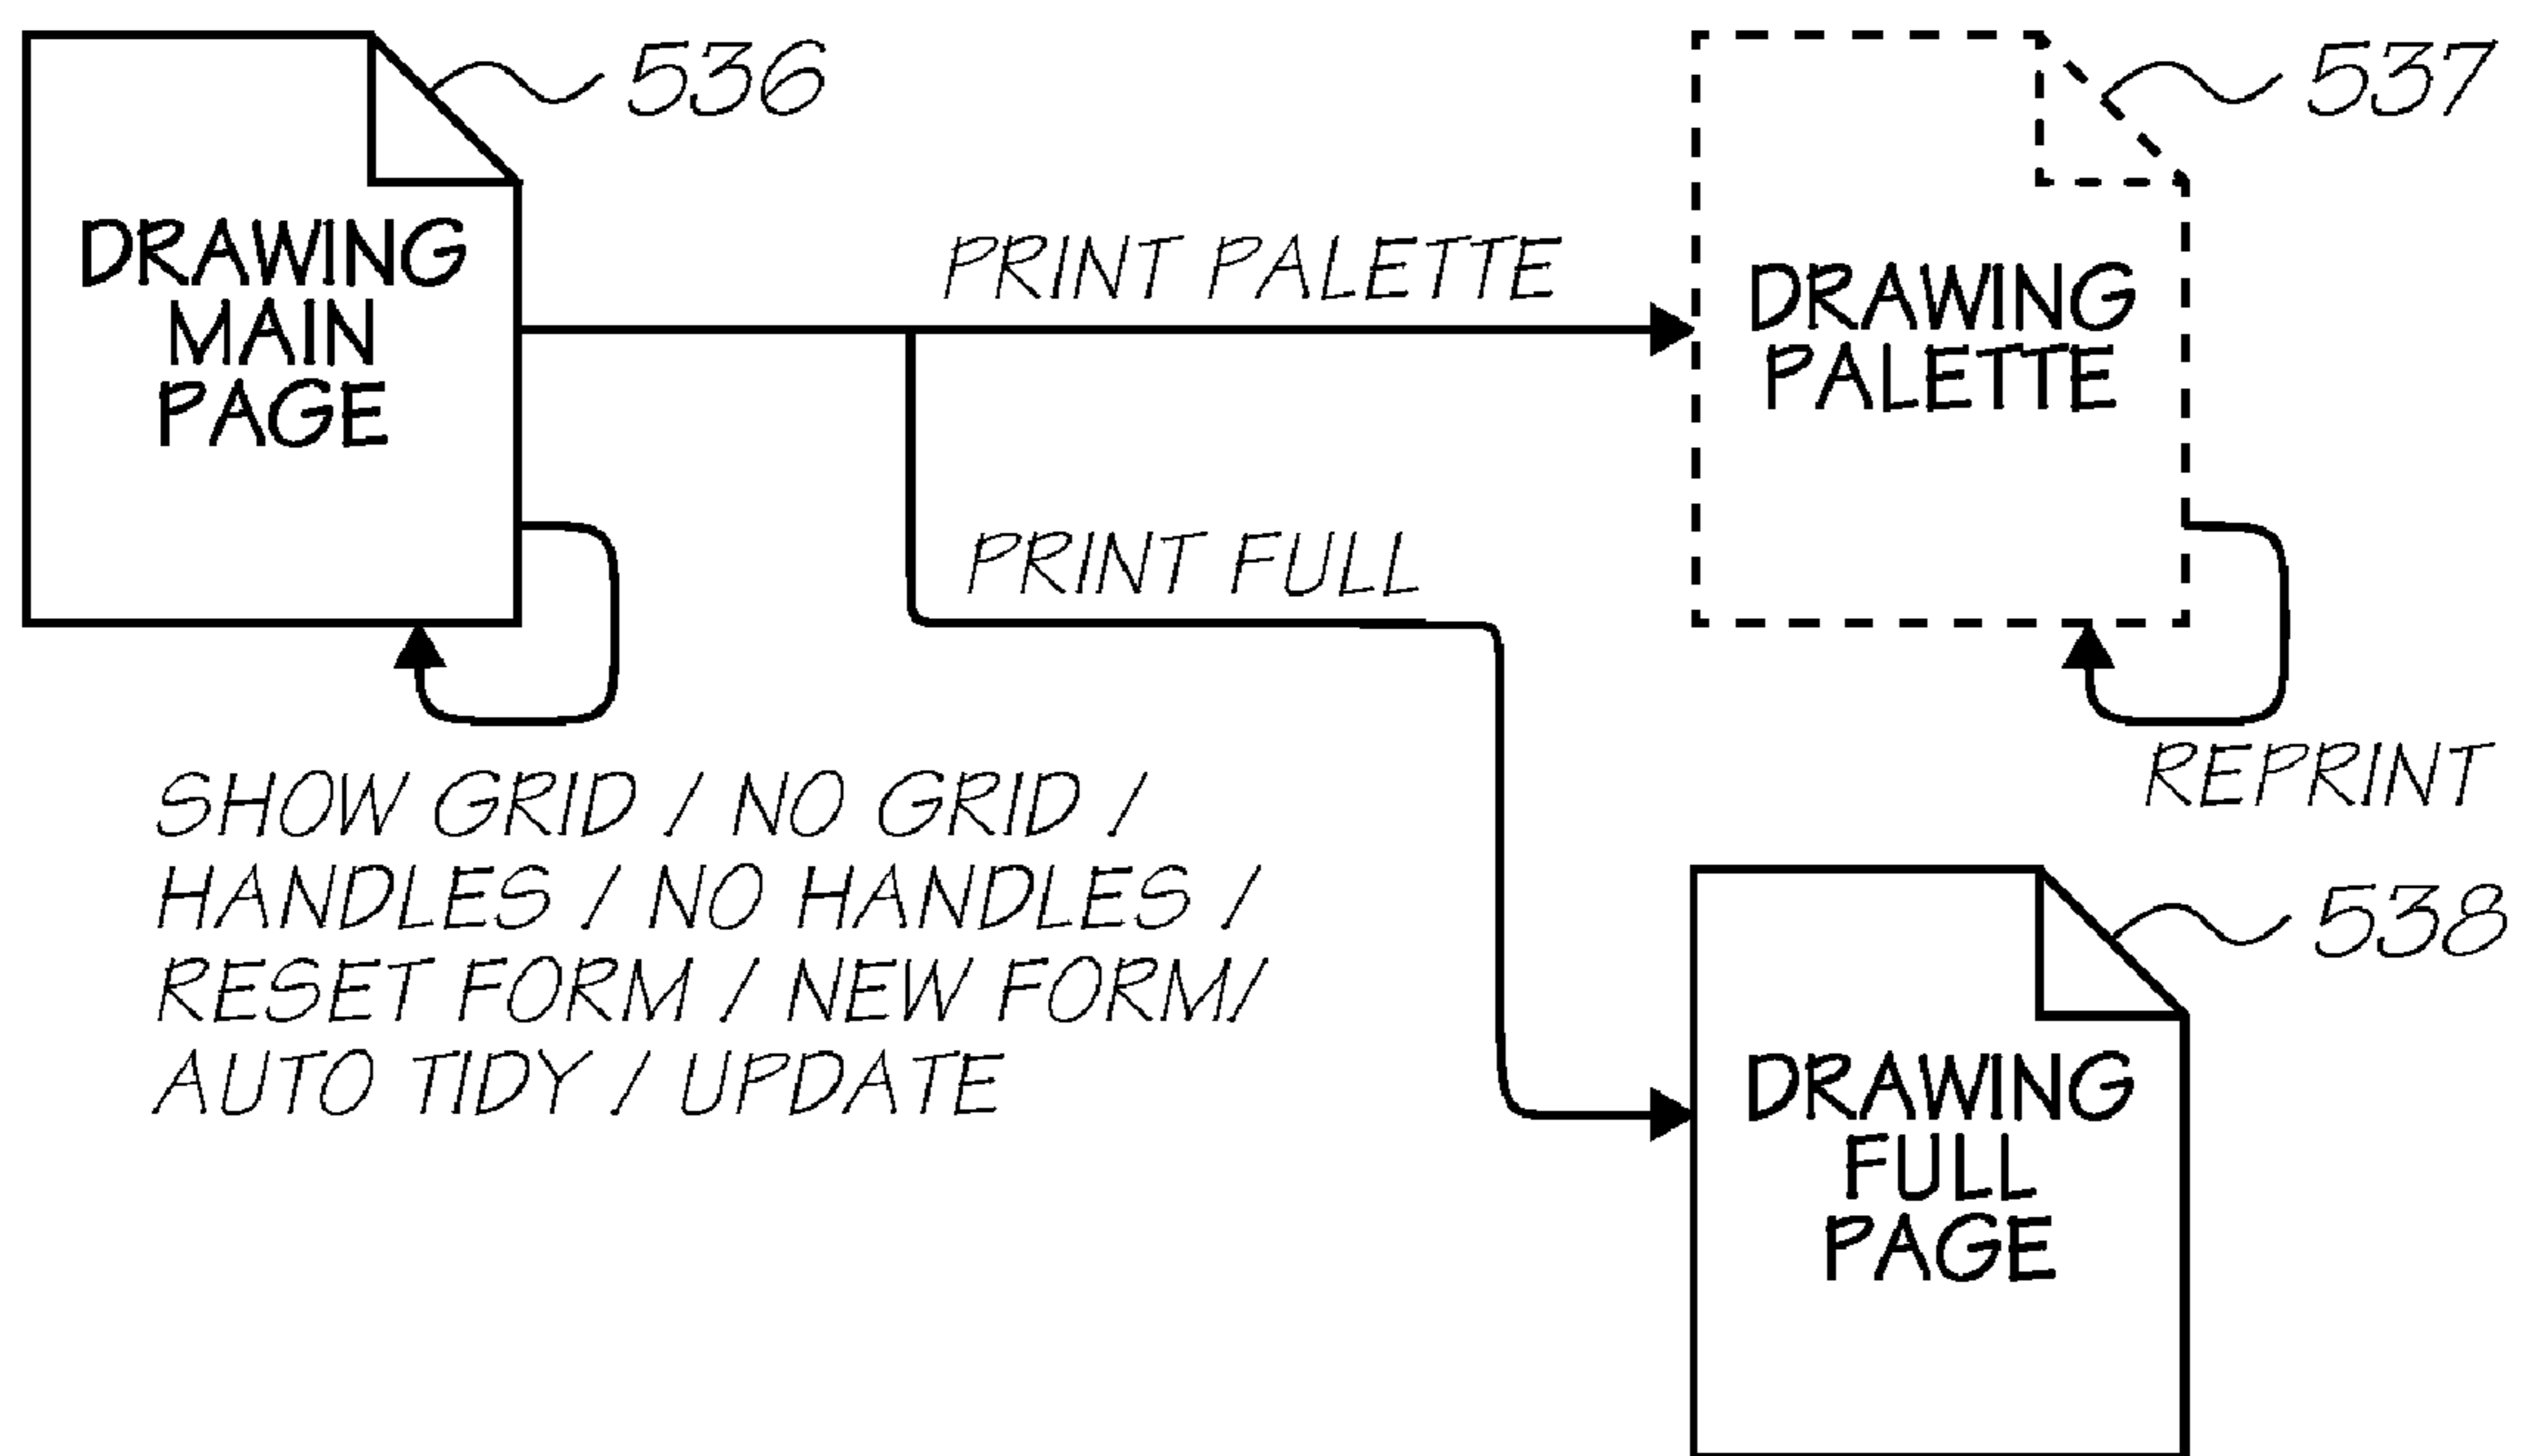 536
DRAWING
MAIN
PAGE
PRINT PALETTE
537
DRAWING
PALETTE
PRINT FULL
REPRINT
SHOW GRID / NO GRID /
HANDLES / NO HANDLES /
RESET FORM / NEW FORM/
AUTO TIDY / UPDATE
538
DRAWING
FULL
PAGE